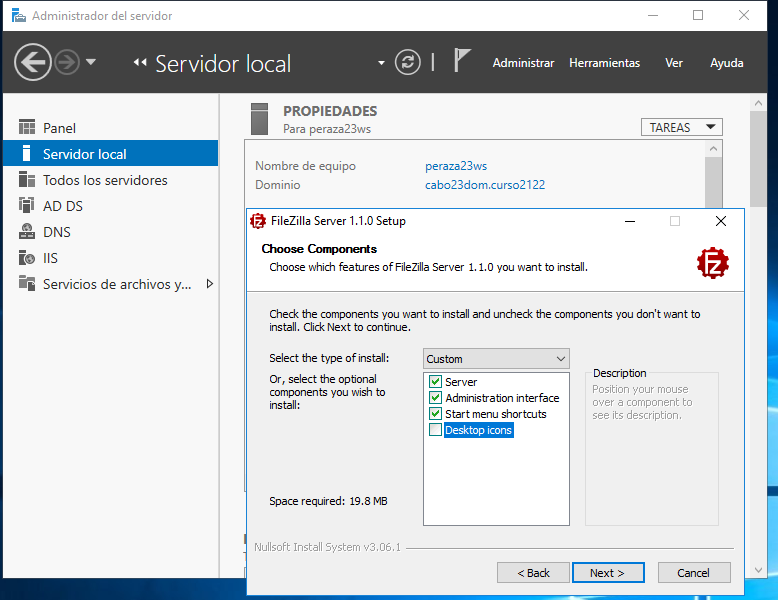 Administrador del servidor
Servidor local
Administrar Herramientas Ver Ayuda
Panel
Servidor local
Todos los servidores
AD DS
DNS
IIS
Servicios de archivos y...
PROPIEDADES
Para peraza23ws
TAREAS
Nombre de equipo peraza23ws
Dominio cabo23dom.curso2122
FileZilla Server 1.1.0 Setup
Choose Components
Choose which features of FileZilla Server 1.1.0 you want to install.
Fz
Check the components you want to install and uncheck the components you don't want to
install. Click Next to continue.
Select the type of install: Custom
Or, select the optional
components you wish to
install:
Server
Administration interface
Start menu shortcuts
Desktop icons
Description
Position your mouse
over a component to
see its description.
Space required: 19.8 MB
Nullsoft Install System v3.06.1
< Back Next > Cancel